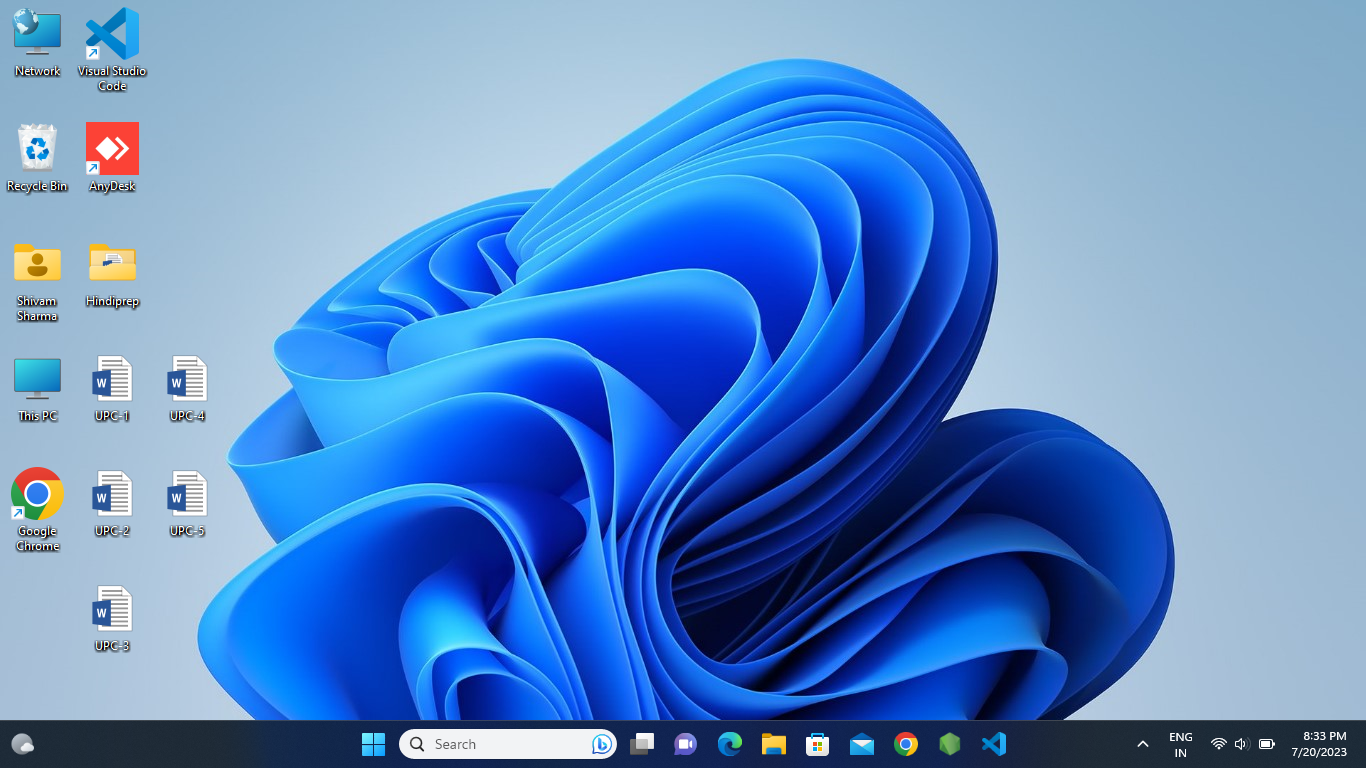 Network
Visual Studio
Code
Recycle Bin
AnyDesk
Shivam
Sharma
Hindiprep
This PC
UPC-1
UPC-4
Google
Chrome
UPC-2
UPC-5
UPC-3
Search
ENG
IN
8:33 PM
7/20/2023